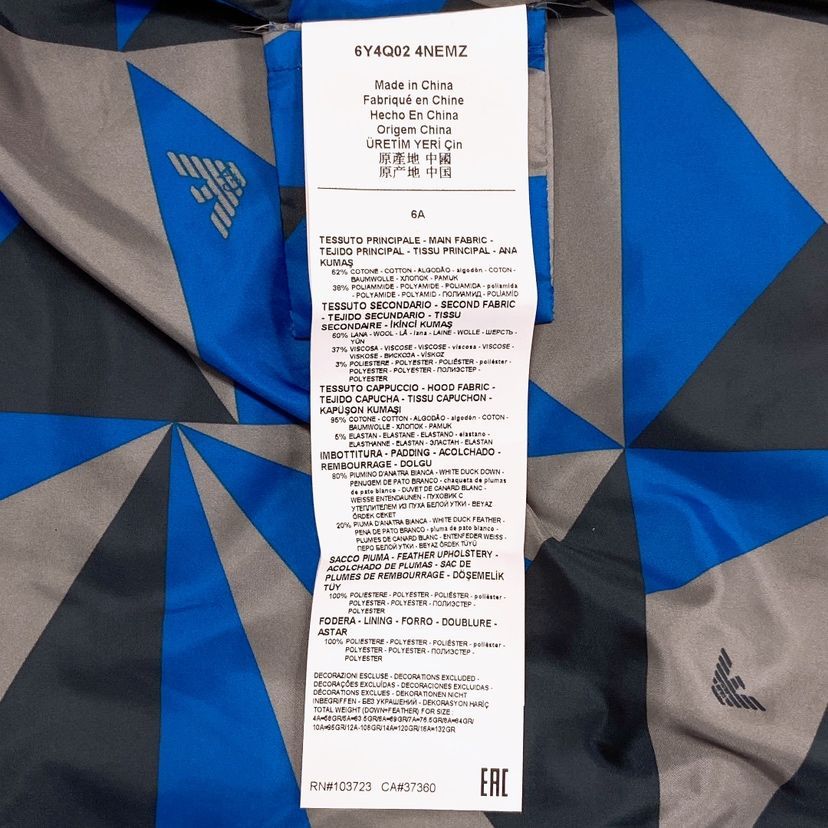 6Y4Q02 4NEMZ
Made in China
Fabriqué en Chine
Hecho En China
Origem China
ÜRETİM YERİ Çin
原產地 中國
原产地 中国
6A
TESSUTO PRINCIPALE - MAIN FABRIC -
TEJIDO PRINCIPAL - TISSU PRINCIPAL - ANA
KUMAŞ
62% COTONE - COTTON - ALGODÃO - algodón - COTON -
BAUMWOLLE - ХЛОПОК - PAMUK
38% POLIAMMIDE - POLYAMIDE - POLIAMIDA - poliamida
- POLYAMIDE - POLYAMID - ПОЛИАМИД - POLİAMİD
TESSUTO SECONDARIO - SECOND FABRIC
- TEJIDO SECUNDARIO - TISSU
SECONDAIRE - İKİNCİ KUMAŞ
60% LANA - WOOL - LÃ - lana - LAINE - WOLLE - ШЕРСТЬ -
YÜN
37% VISCOSA - VISCOSE - VISCOSE - viscosa - VISCOSE -
VISKOSE - ВИСКОЗА - VİSKOZ
3% POLIESTERE - POLYESTER - POLIÉSTER - poliéster -
POLYESTER - POLYESTER - ПОЛИЭСТЕР -
POLYESTER
TESSUTO CAPPUCCIO - HOOD FABRIC -
TEJIDO CAPUCHA - TISSU CAPUCHON -
KAPÜŞON KUMAŞI
95% COTONE - COTTON - ALGODÃO - algodón - COTON -
BAUMWOLLE - ХЛОПОК - PAMUK
5% ELASTAN - ELASTANE - ELASTANO - elastano -
ELASTHANNE - ELASTAN - ЭЛАСТАН - ELASTAN
IMBOTTITURA - PADDING - ACOLCHADO -
REMBOURRAGE - DOLGU
80% PIUMINO D'ANATRA BIANCA - WHITE DUCK DOWN -
PENUGEM DE PATO BRANCO - chaqueta de plumas
de pato blanco - DUVET DE CANARD BLANC -
WEISSE ENTENDAUNEN - ПУХОВИК С
УТЕПЛИТЕЛЕМ ИЗ ПУХА БЕЛОЙ УТКИ - BEYAZ
ÖRDEK CEKET
20% PIUMA D'ANATRA BIANCA - WHITE DUCK FEATHER -
PENA DE PATO BRANCO - pluma de pato blanco -
PLUMES DE CANARD BLANC - ENTENFEDER WEISS -
ПЕРО БЕЛОЙ УТКИ - BEYAZ ÖRDEK TÜYÜ
SACCO PIUMA - FEATHER UPHOLSTERY -
ACOLCHADO DE PLUMAS - SAC DE
PLUMES DE REMBOURRAGE - DÖŞEMELİK
TÜY
100% POLIESTERE - POLYESTER - POLIÉSTER - poliéster -
POLYESTER - POLYESTER - ПОЛИЭСТЕР -
POLYESTER
FODERA - LINING - FORRO - DOUBLURE -
ASTAR
100% POLIESTERE - POLYESTER - POLIÉSTER - poliéster -
POLYESTER - POLYESTER - ПОЛИЭСТЕР -
POLYESTER
DECORAZIONI ESCLUSE - DECORATIONS EXCLUDED -
DECORAÇÕES EXCLUÍDAS - DECORACIONES EXCLUIDAS -
DÉCORATIONS EXCLUES - DEKORATIONEN NICHT
INBEGRIFFEN - БЕЗ УКРАШЕНИЙ - DEKORASYON HARİÇ
TOTAL WEIGHT (DOWN+FEATHER) FOR SIZE
4A=58GR/5A=63.5GR/6A=69GR/7A=76.5GR/8A=84GR/
10A=95GR/12A-108GR/14A=120GR/16A=132GR
RN#103723 CA#37360
EAC